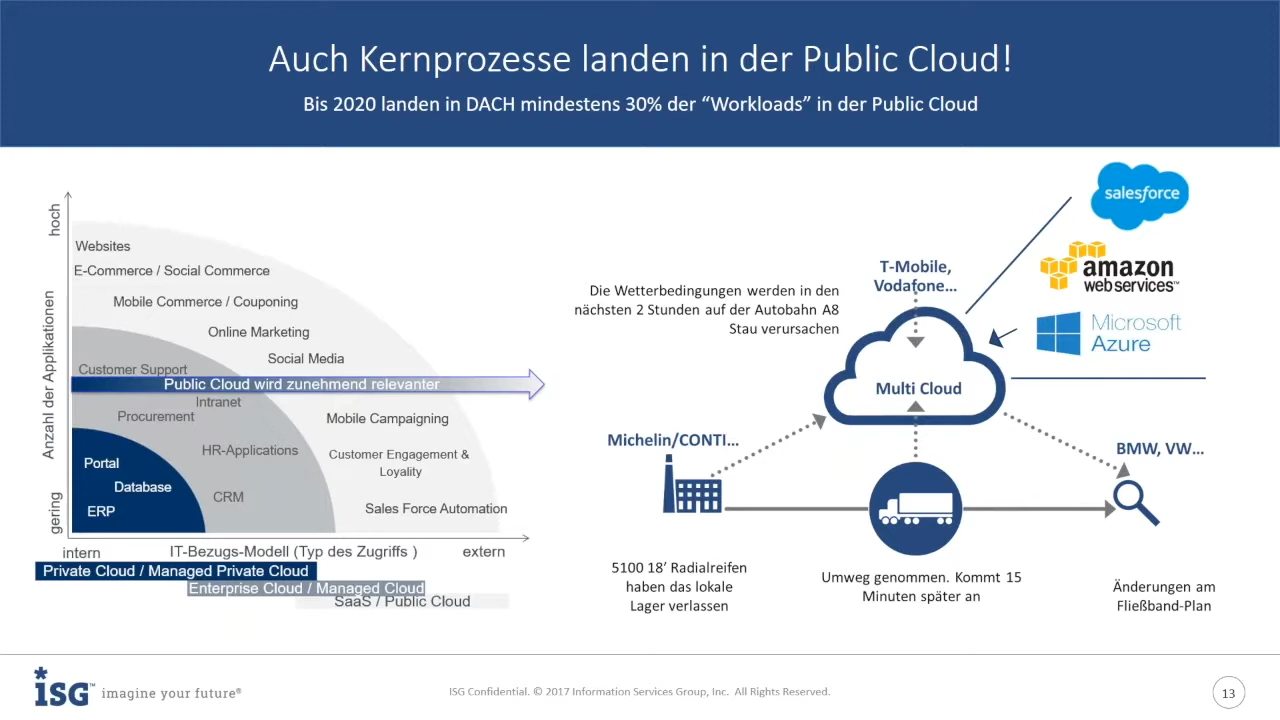 Auch Kernprozesse landen in der Public Cloud!
Bis 2020 landen in DACH mindestens 30% der “Workloads” in der Public Cloud
Anzahl der Applikationen
hoch
gering
Websites
E-Commerce / Social Commerce
Mobile Commerce / Couponing
Online Marketing
Social Media
Customer Support
Public Cloud wird zunehmend relevanter
Intranet
Procurement
Mobile Campaigning
HR-Applications
Customer Engagement &
Loyality
Portal
Database
CRM
ERP
Sales Force Automation
intern
IT-Bezugs-Modell (Typ des Zugriffs )
extern
Private Cloud / Managed Private Cloud
Enterprise Cloud / Managed Cloud
SaaS / Public Cloud
Die Wetterbedingungen werden in den
nächsten 2 Stunden auf der Autobahn A8
Stau verursachen
T-Mobile,
Vodafone...
salesforce
amazon
web services™
Microsoft
Azure
Multi Cloud
Michelin/CONTI...
BMW, VW...
5100 18’ Radialreifen
haben das lokale
Lager verlassen
Umweg genommen. Kommt 15
Minuten später an
Änderungen am
Fließband-Plan
ISG™ imagine your future®
ISG Confidential. © 2017 Information Services Group, Inc. All Rights Reserved.
13